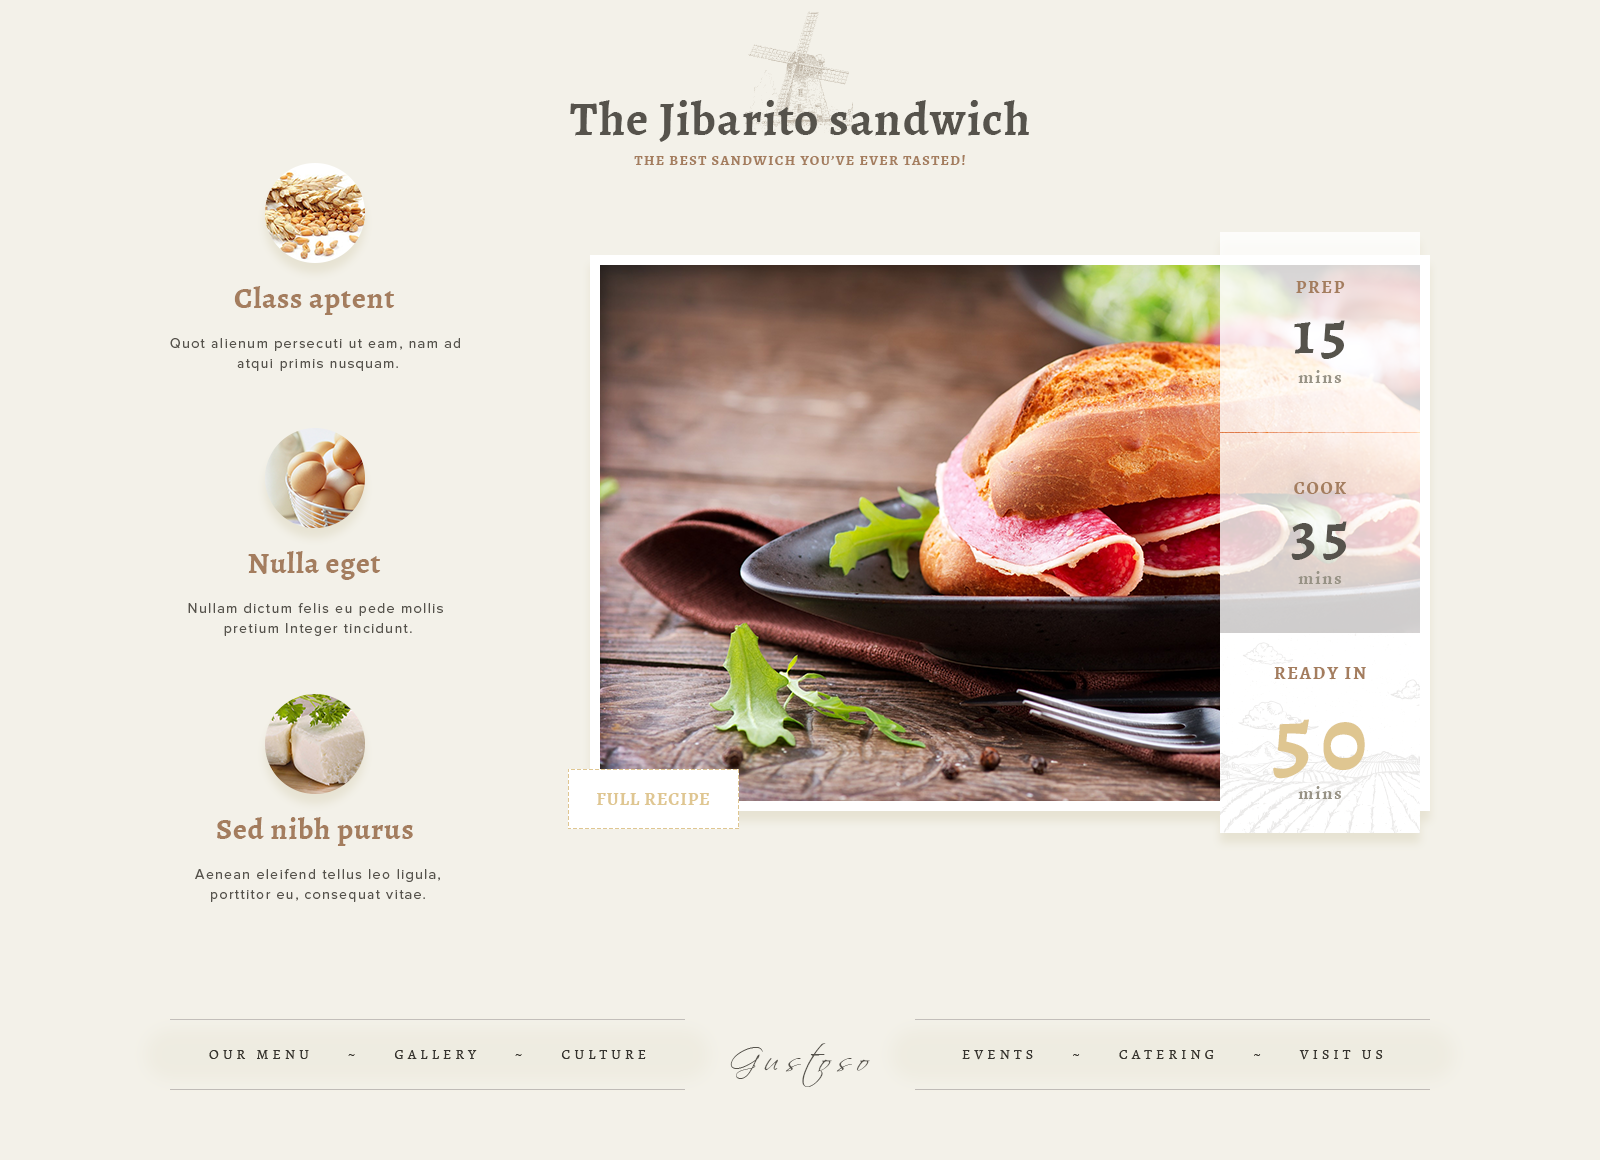 The Jibarito sandwich
THE BEST SANDWICH YOU'VE EVER TASTED!
Class aptent
Quot alienum persecuti ut eam, nam ad
atqui primis nusquam.
Nulla eget
Nullam dictum felis eu pede mollis
pretium Integer tincidunt.
Sed nibh purus
Aenean eleifend tellus leo ligula,
porttitor eu, consequat vitae.
PREP
15
mins
COOK
35
mins
READY IN
50
mins
FULL RECIPE
OUR MENU ~ GALLERY ~ CULTURE
Gustoso
EVENTS ~ CATERING ~ VISIT US